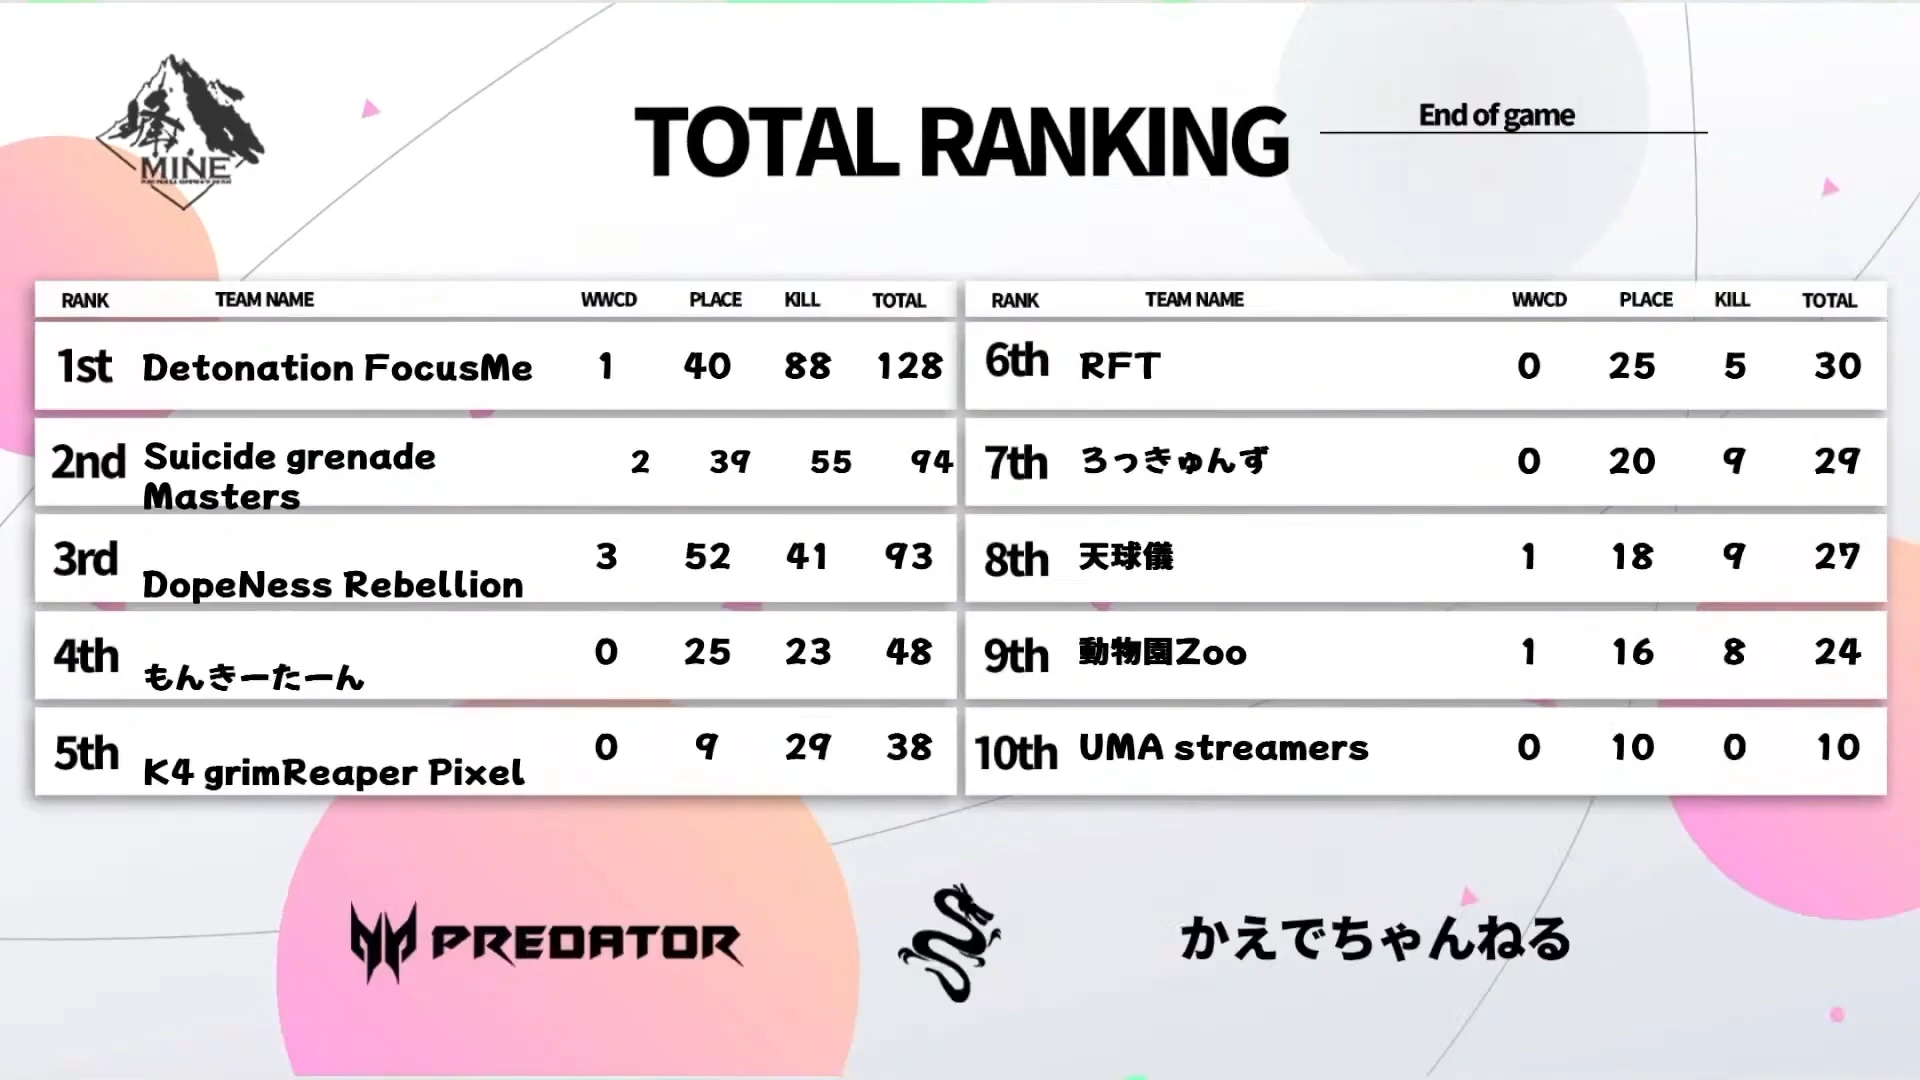 峰
MINE
TOTAL RANKING
End of game
RANK TEAM NAME WWCD PLACE KILL TOTAL
1st Detonation FocusMe 1 40 88 128
2nd Suicide grenade
Masters 2 39 55 94
3rd DopeNess Rebellion 3 52 41 93
4th もんきーたーん 0 25 23 48
5th K4 grimReaper Pixel 0 9 29 38
RANK TEAM NAME WWCD PLACE KILL TOTAL
6th RFT 0 25 5 30
7th ろっきゅんず 0 20 9 29
8th 天球儀 1 18 9 27
9th 動物園Zoo 1 16 8 24
10th UMA streamers 0 10 0 10
PREDATOR
かえでちゃんねる